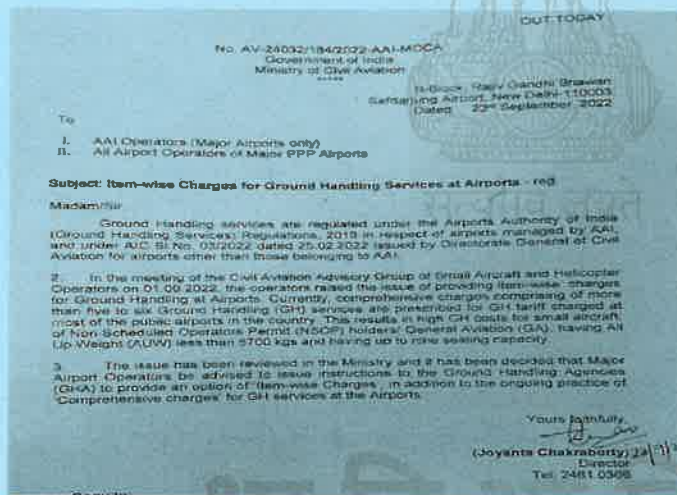 OUT TODAY
No. AV-24032/184/2022-AAI-MOCA
Government of India
Ministry of Civil Aviation
*****
B-Block, Rajiv Gandhi Bhawan
Safdarjung Airport, New Delhi-110003
Dated 23rd September, 2022
To
I. AAI Operators (Major Airports only)
II. All Airport Operators of Major PPP Airports
Subject: Item-wise Charges for Ground Handling Services at Airports - reg
Madam/Sir
Ground Handling services are regulated under the Airports Authority of India
(Ground Handling Services) Regulations, 2018 in respect of airports managed by AAI,
and under AIC Sl No. 03/2022 dated 25.02.2022 issued by Directorate General of Civil
Aviation for airports other than those belonging to AAI.
2. In the meeting of the Civil Aviation Advisory Group of Small Aircraft and Helicopter
Operators on 01.09.2022, the operators raised the issue of providing item-wise charges
for Ground Handling at Airports. Currently, comprehensive charges comprising of more
than five to six Ground Handling (GH) services are prescribed for GH tariff charged at
most of the public airports in the country. This results in high GH costs for small aircraft,
of Non Scheduled Operators Permit (NSOP) holders/ General Aviation (GA), having All
Up Weight (AUW) less than 5700 kgs and having up to nine seating capacity.
3. The issue has been reviewed in the Ministry and it has been decided that Major
Airport Operators be advised to issue instructions to the Ground Handling Agencies
(GHA) to provide an option of 'Item-wise Charges', in addition to the ongoing practice of
'Comprehensive charges' for GH services at the Airports.
Yours faithfully,
(Joyanta Chakraborty)
Director
Tel: 2461 0366